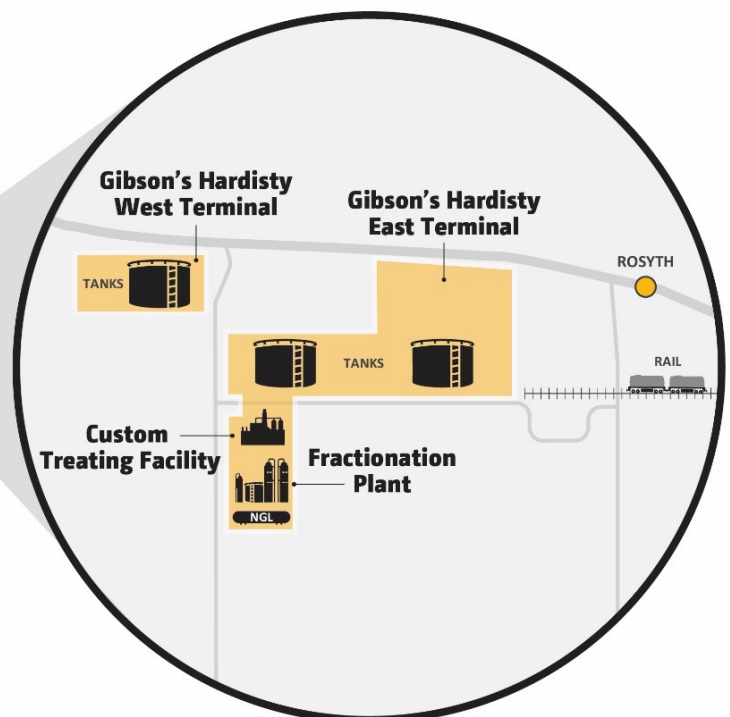 Gibson's Hardisty
West Terminal
Gibson's Hardisty
East Terminal
ROSYTH
TANKS
TANKS
RAIL
Custom
Treating Facility
Fractionation
Plant
NGL